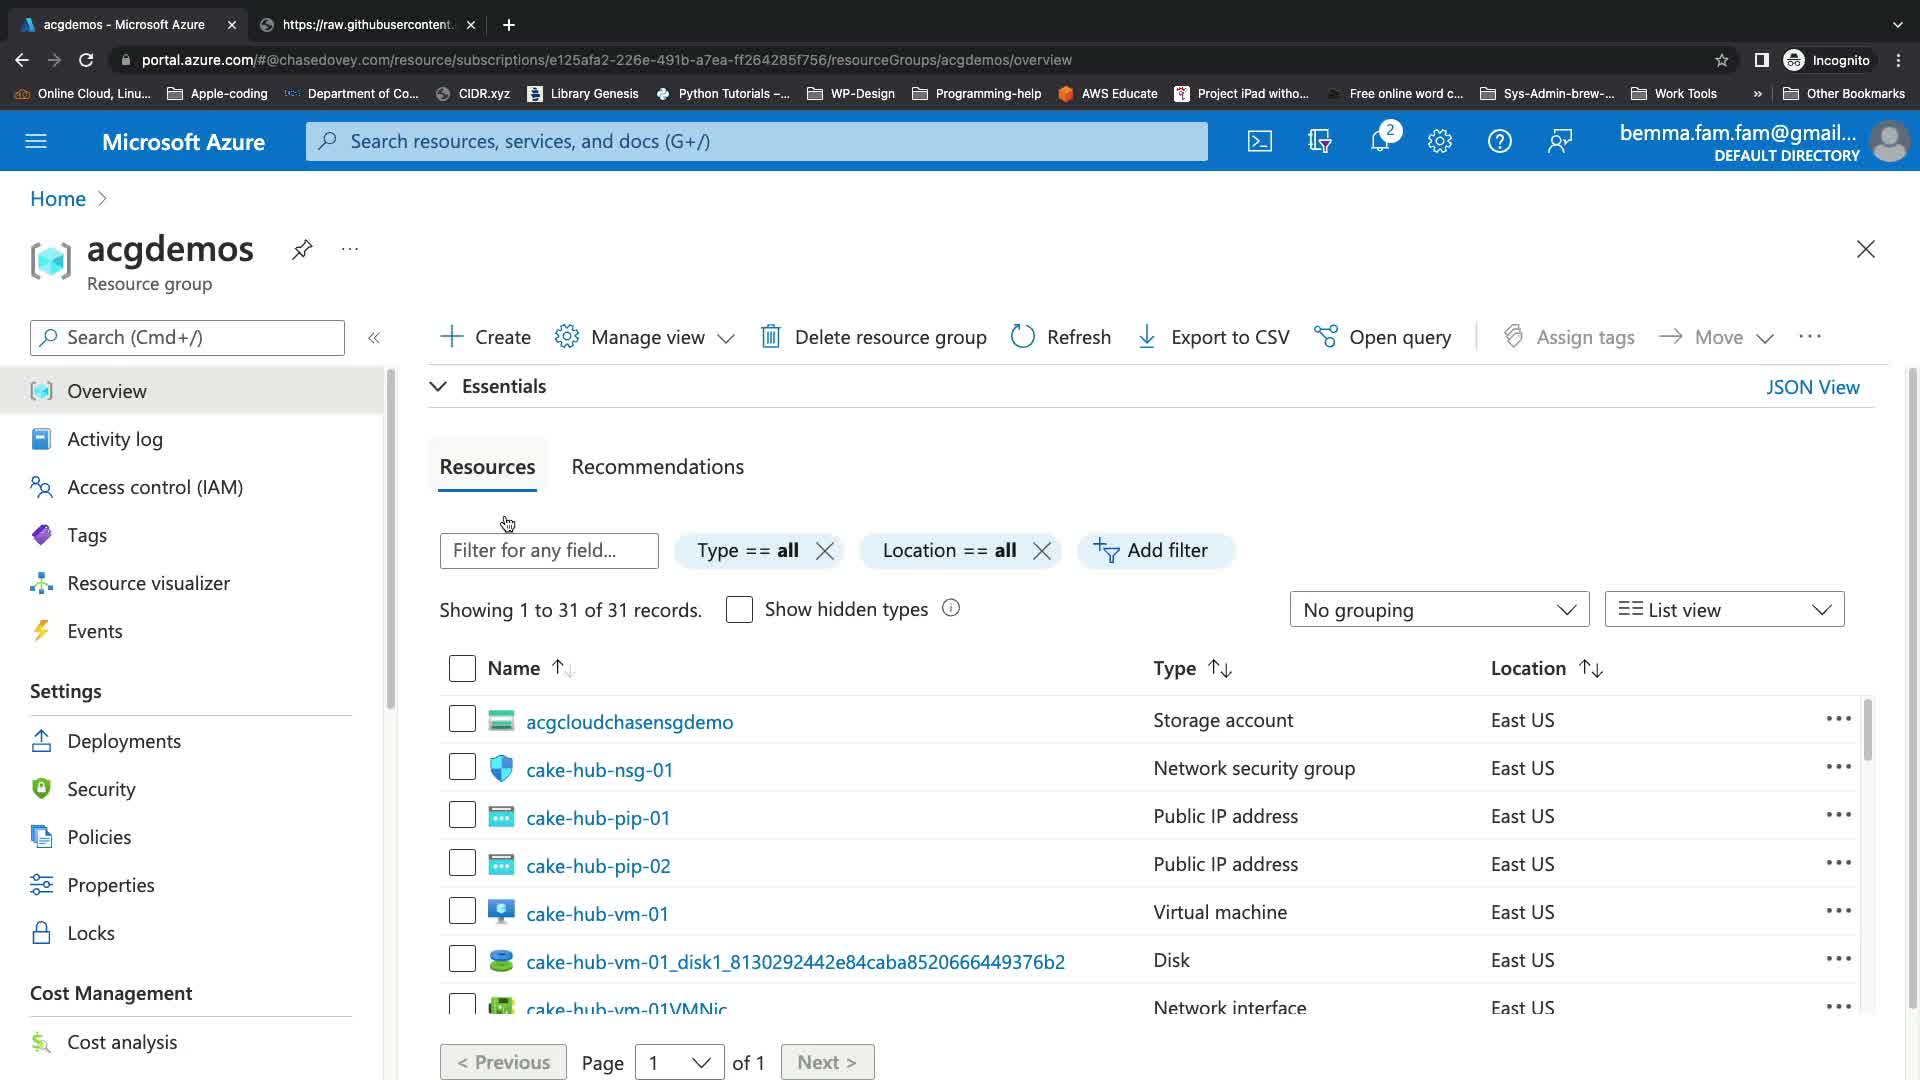 acgdemos - Microsoft Azure
https://raw.githubusercontent.
portal.azure.com/#@chasedovey.com/resource/subscriptions/e125afa2-226e-491b-a7ea-ff264285f756/resourceGroups/acgdemos/overview
Incognito
Online Cloud, Linu...
Apple-coding
Department of Co...
CIDR.xyz
Library Genesis
Python Tutorials –...
WP-Design
Programming-help
AWS Educate
Project iPad witho...
Free online word c...
Sys-Admin-brew-...
Work Tools
»
Other Bookmarks
Microsoft Azure
Search resources, services, and docs (G+/)
2
bemma.fam.fam@gmail...
DEFAULT DIRECTORY
Home
acgdemos
...
Resource group
Search (Cmd+/)
«
Create
Manage view
Delete resource group
Refresh
Export to CSV
Open query
Assign tags
Move
...
Overview
Activity log
Access control (IAM)
Tags
Resource visualizer
Events
Settings
Deployments
Security
Policies
Properties
Locks
Cost Management
Cost analysis
Essentials
JSON View
Resources
Recommendations
Filter for any field...
Type == all
Location == all
Add filter
Showing 1 to 31 of 31 records.
Show hidden types
No grouping
List view
Name
Type
Location
acgcloudchasensgdemo
Storage account
East US
cake-hub-nsg-01
Network security group
East US
cake-hub-pip-01
Public IP address
East US
cake-hub-pip-02
Public IP address
East US
cake-hub-vm-01
Virtual machine
East US
cake-hub-vm-01_disk1_8130292442e84caba8520666449376b2
Disk
East US
cake-hub-vm-01VMNic
Network interface
East US
< Previous
Page
1
of 1
Next >